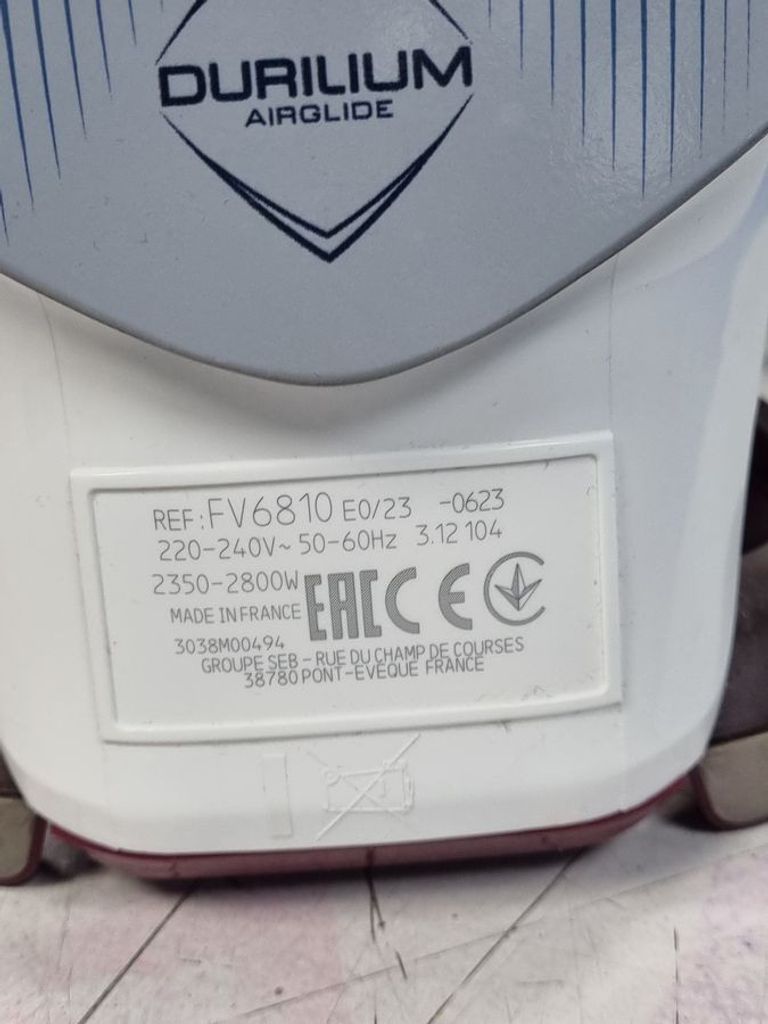 DURILIUM
AIRGLIDE
REF:FV6810 E0/23 -0623
220-240V~ 50-60Hz 3.12 104
2350-2800W
MADE IN FRANCE
EAC CE
3038M00494
GROUPE SEB - RUE DU CHAMP DE COURSES
38780 PONT-EVEQUE FRANCE